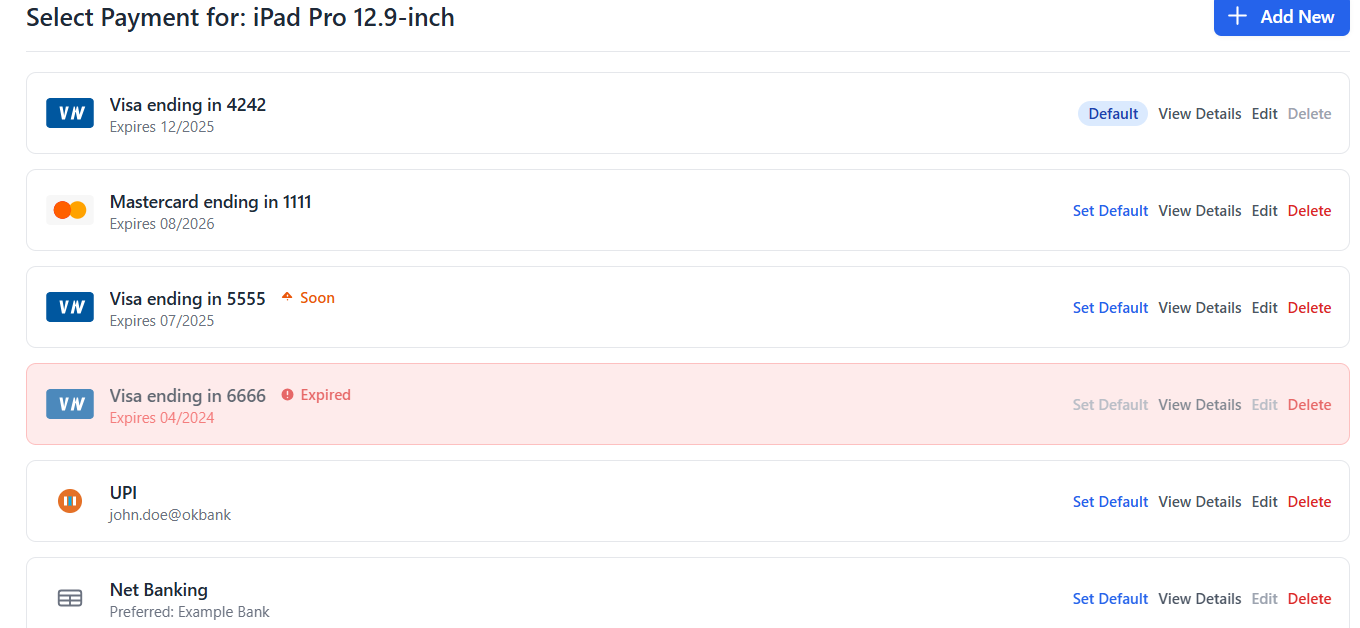 Select Payment for: iPad Pro 12.9-inch
Add New
Visa ending in 4242
Expires 12/2025
Default View Details Edit Delete
Mastercard ending in 1111
Expires 08/2026
Set Default View Details Edit Delete
Visa ending in 5555 Soon
Expires 07/2025
Set Default View Details Edit Delete
Visa ending in 6666 Expired
Expires 04/2024
Set Default View Details Edit Delete
UPI
john.doe@okbank
Set Default View Details Edit Delete
Net Banking
Preferred: Example Bank
Set Default View Details Edit Delete